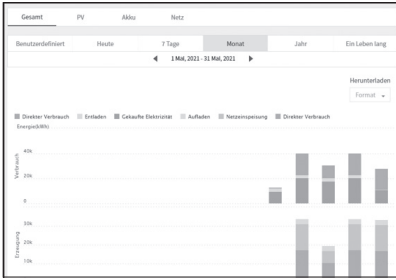 Gesamt PV Akku Netz
Benutzerdefiniert Heute 7 Tage Monat Jahr Ein Leben lang
1 Mai, 2021 - 31 Mai, 2021
Herunterladen
Format
Direkter Verbrauch Entladen Gekaufte Elektrizität Aufladen Netzeinspeisung Direkter Verbrauch
Energie(kWh)
Verbrauch
40k
20k
0
Erzeugung
30k
20k
10k